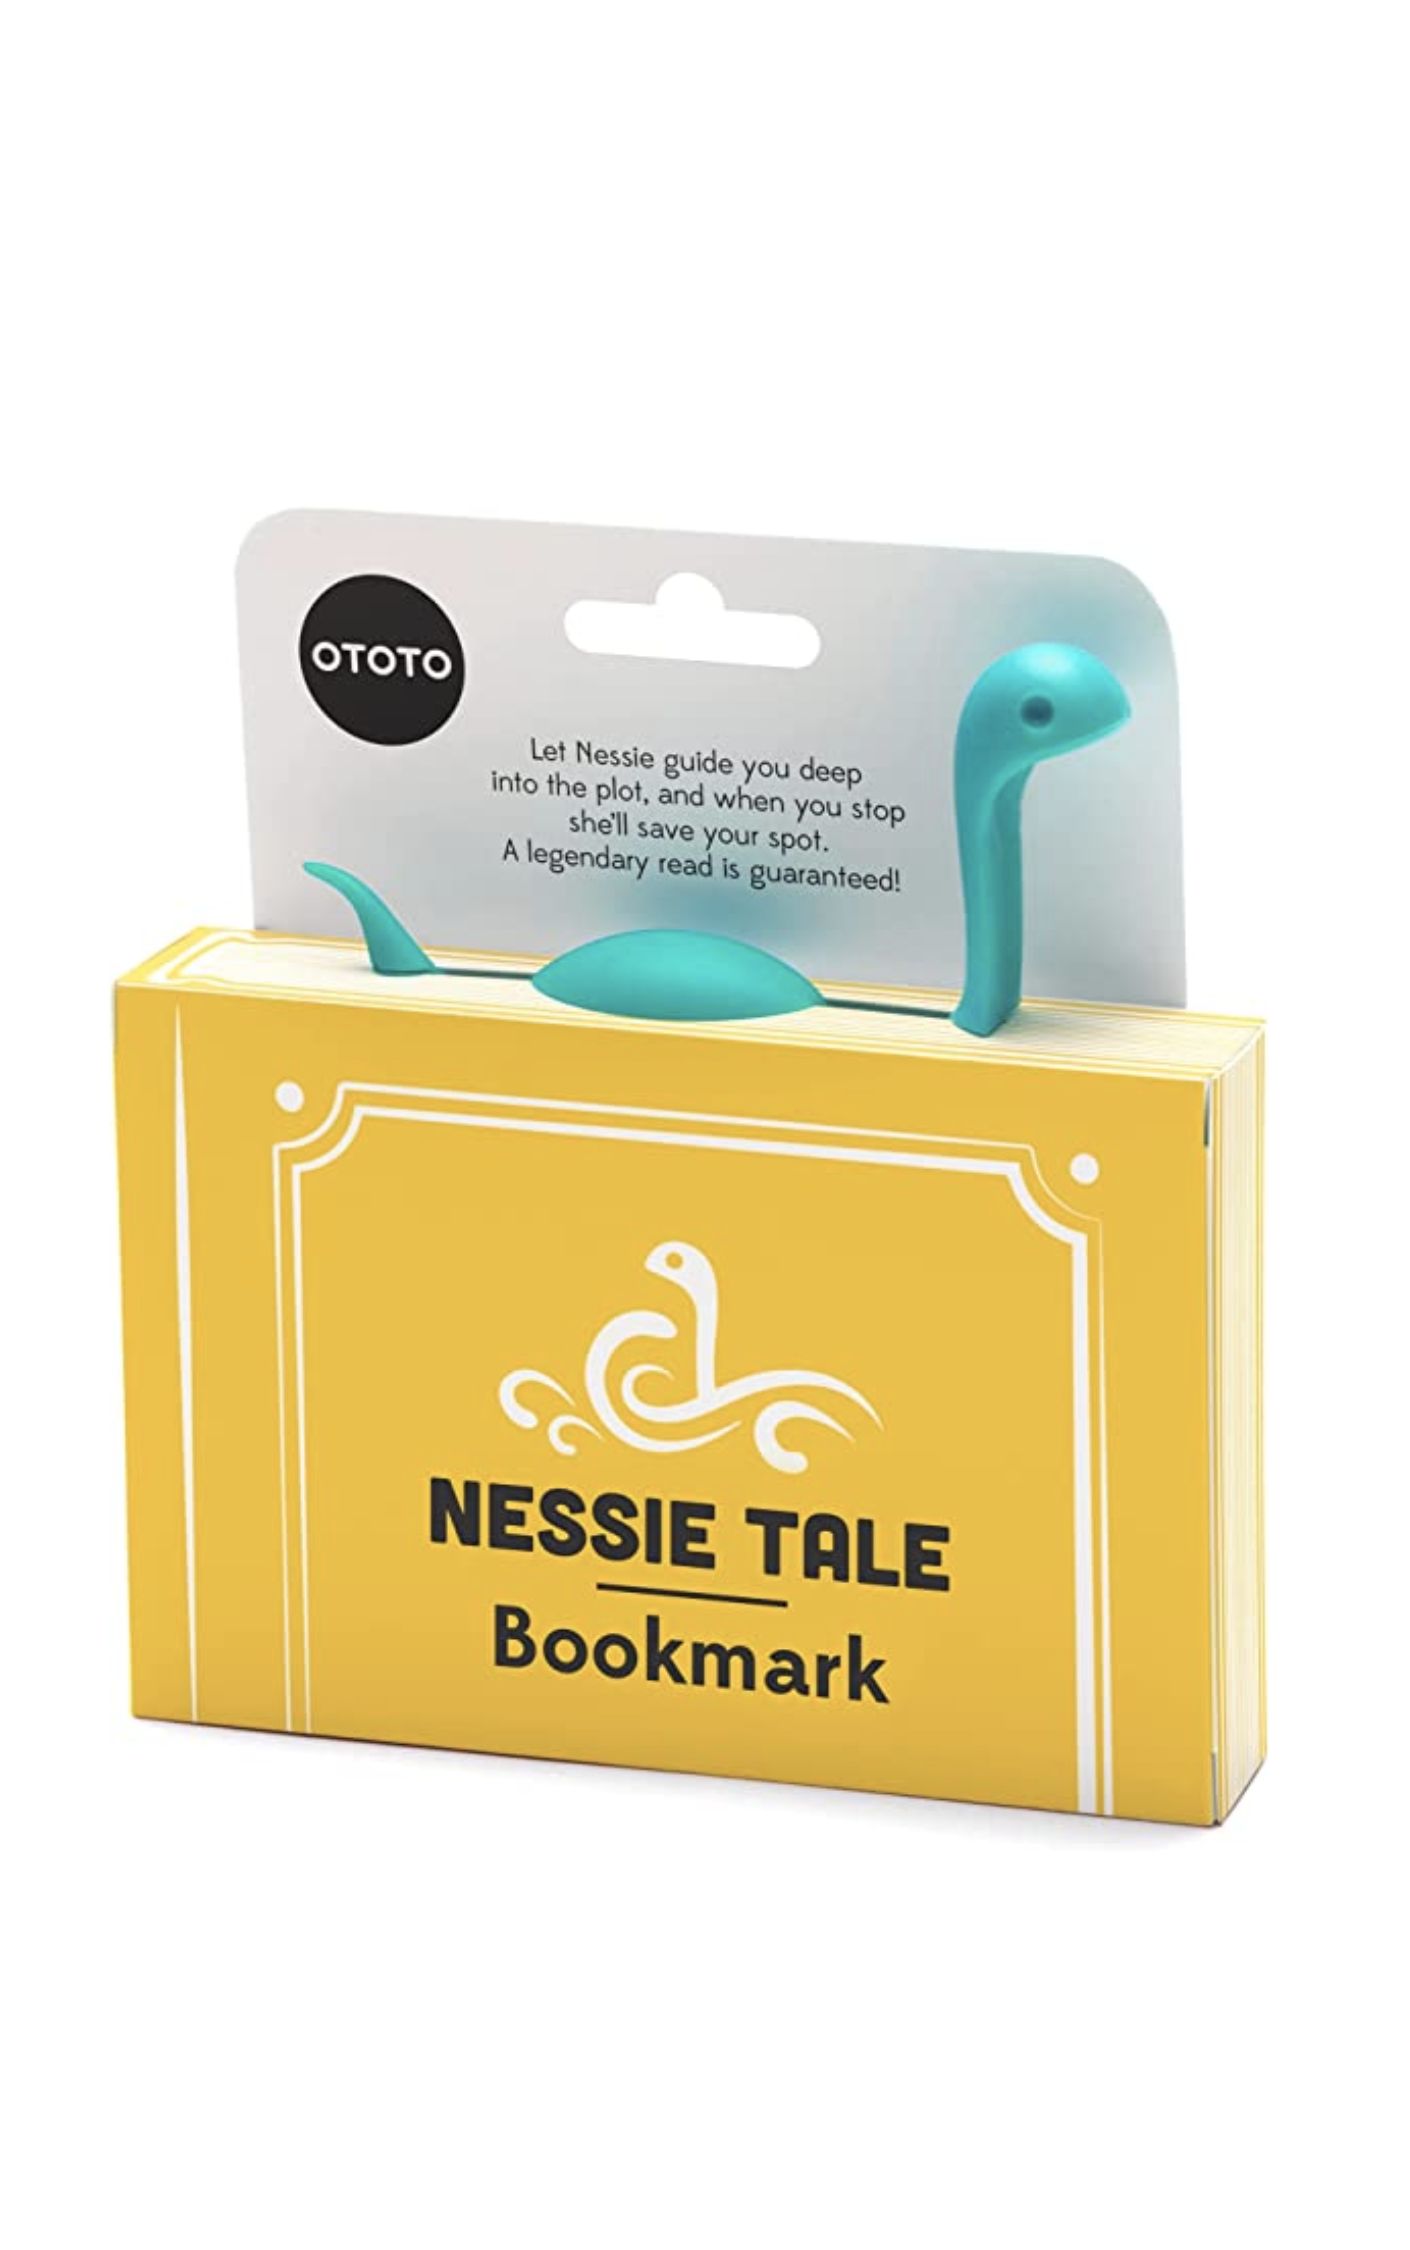 OTOTO
Let Nessie guide you deep
into the plot, and when you stop
she'll save your spot.
A legendary read is guaranteed!
NESSIE TALE
Bookmark